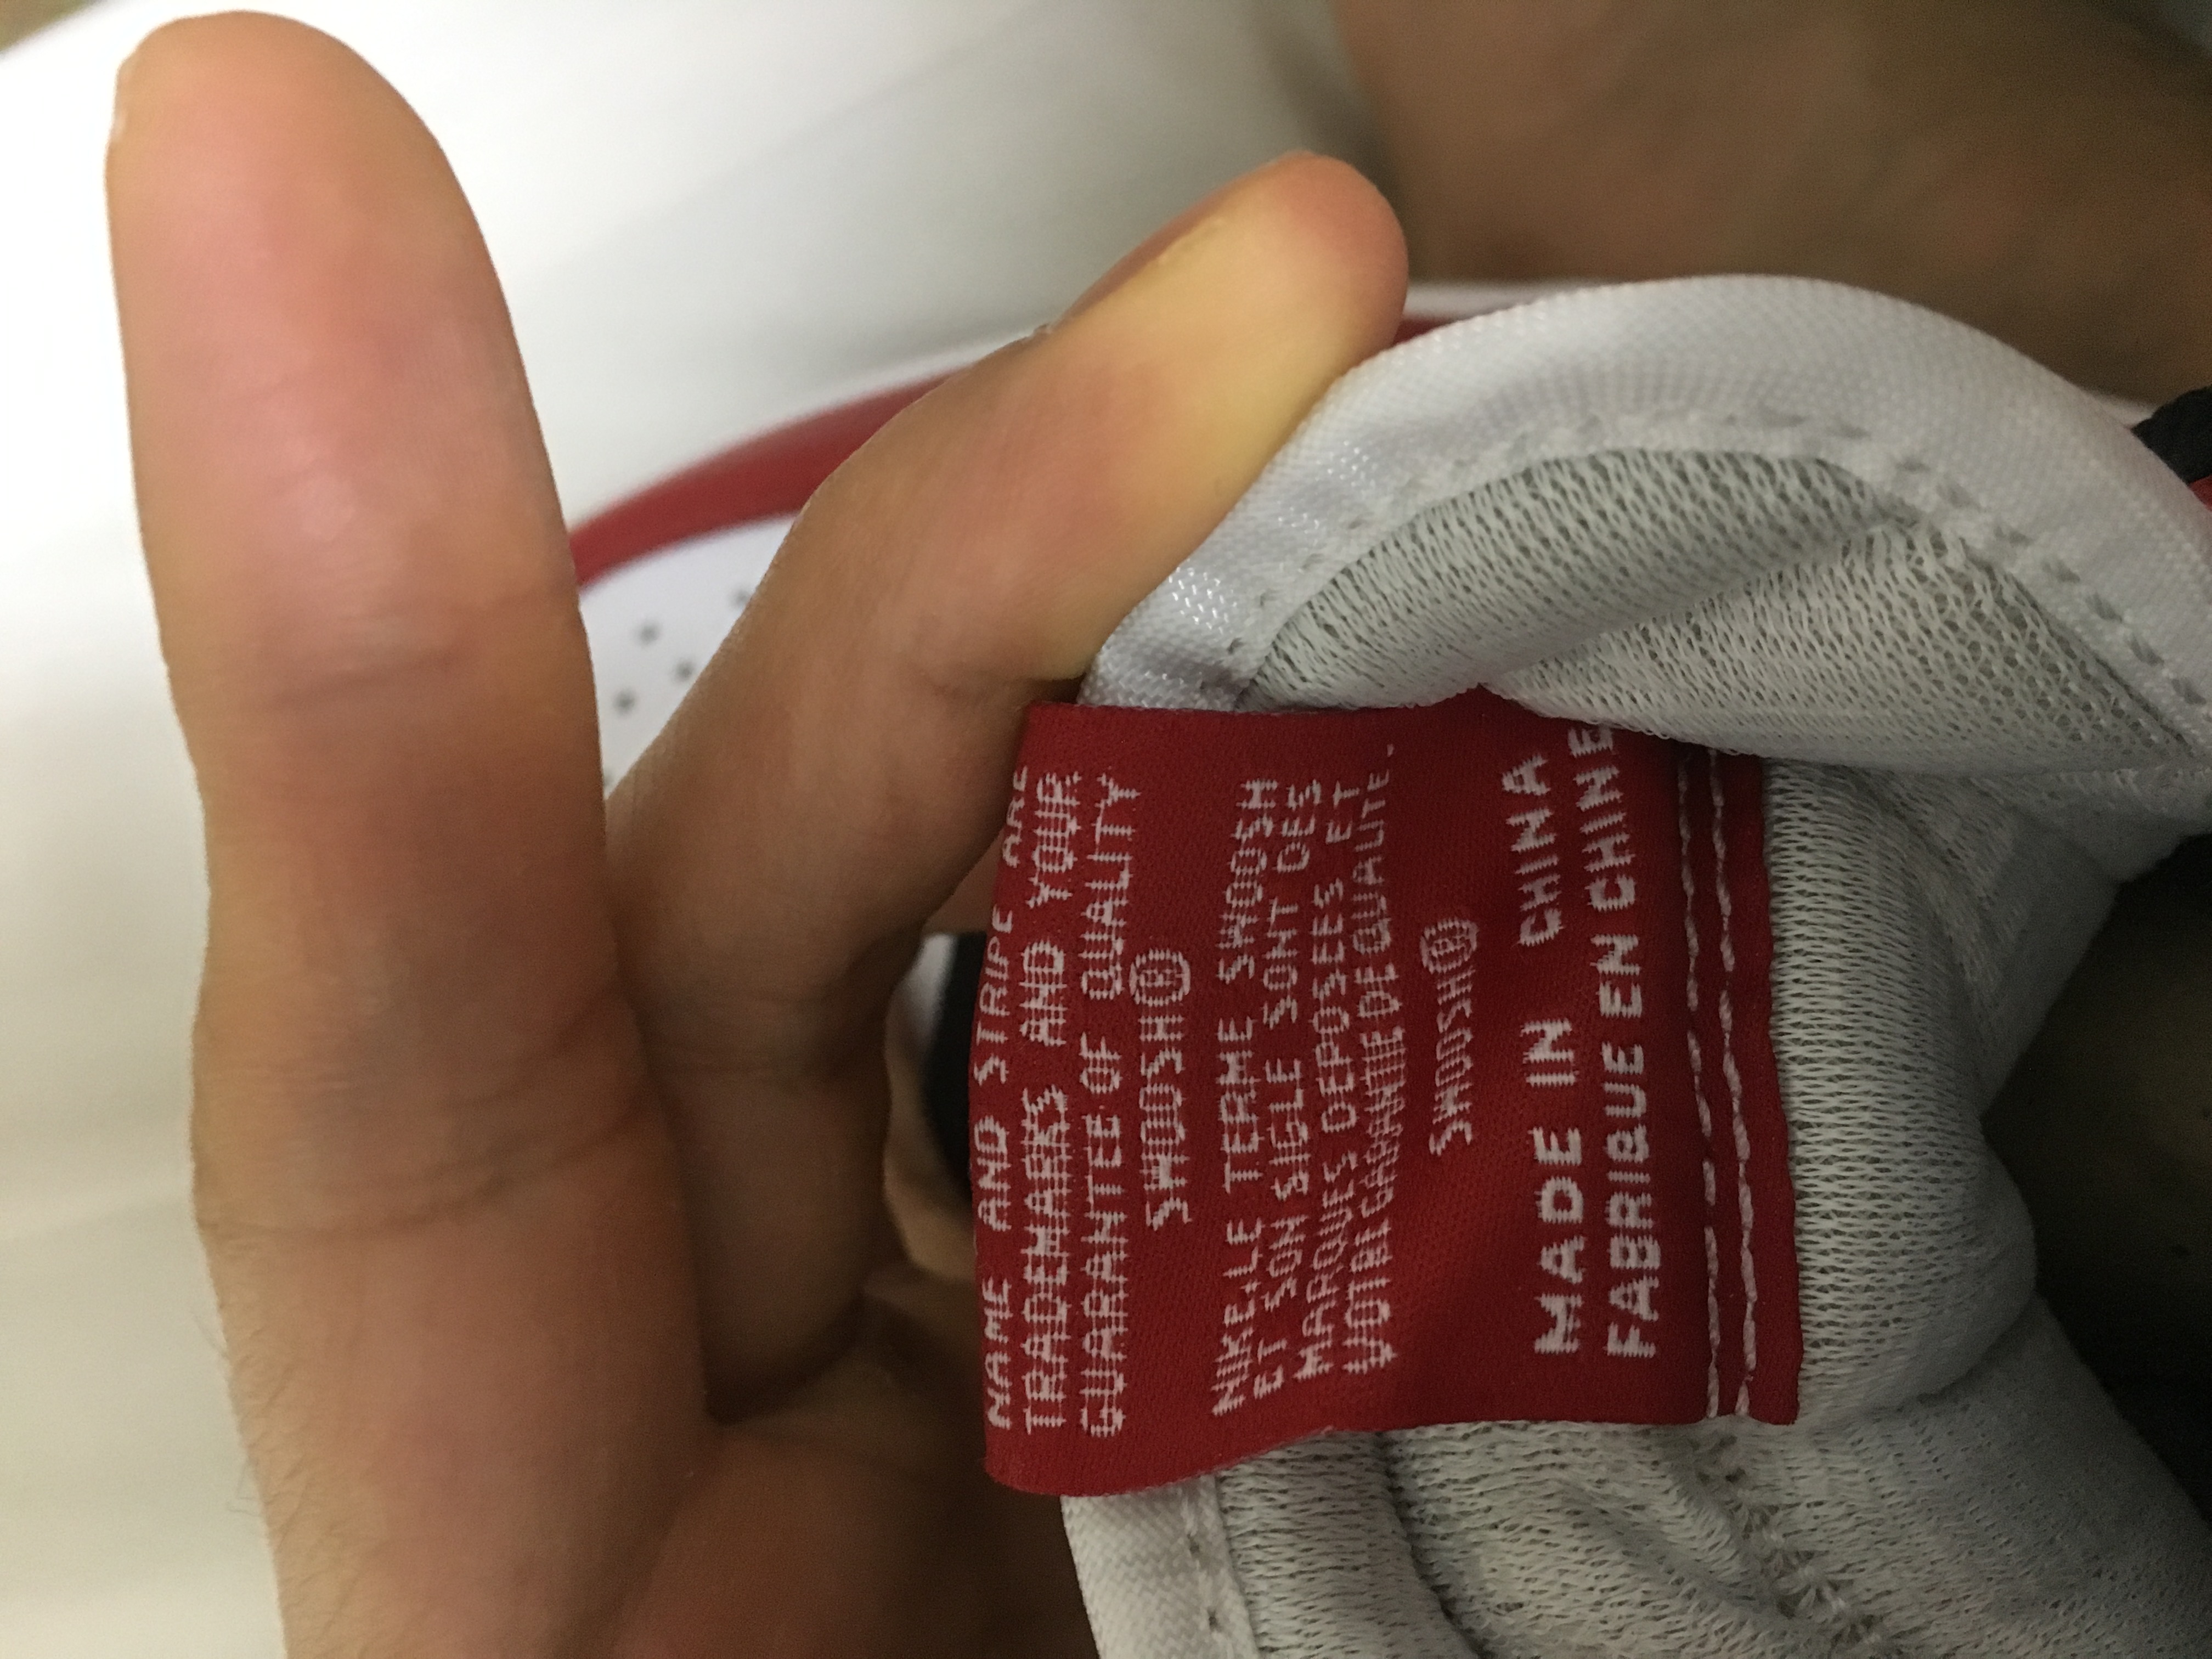 NAME AND STRIPE ARE
TRADEMARKS AND YOUR
GUARANTEE OF QUALITY
SWOOSH®
NIKE,LE TERME SWOOSH
ET SON SIGLE SONT DES
MARQUES DEPOSEES ET
VOTRE GARANTIE DE QUALITE.
SWOOSH®
MADE IN CHINA
FABRIQUE EN CHINE